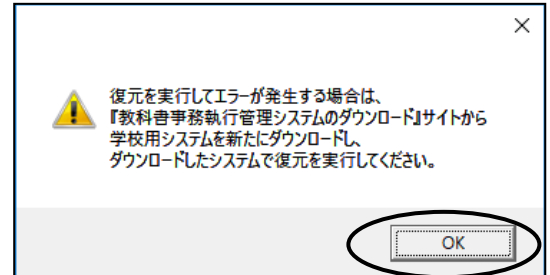 復元を実行してエラーが発生する場合は、
『教科書事務執行管理システムのダウンロード』サイトから
学校用システムを新たにダウンロードし、
ダウンロードしたシステムで復元を実行してください。
OK